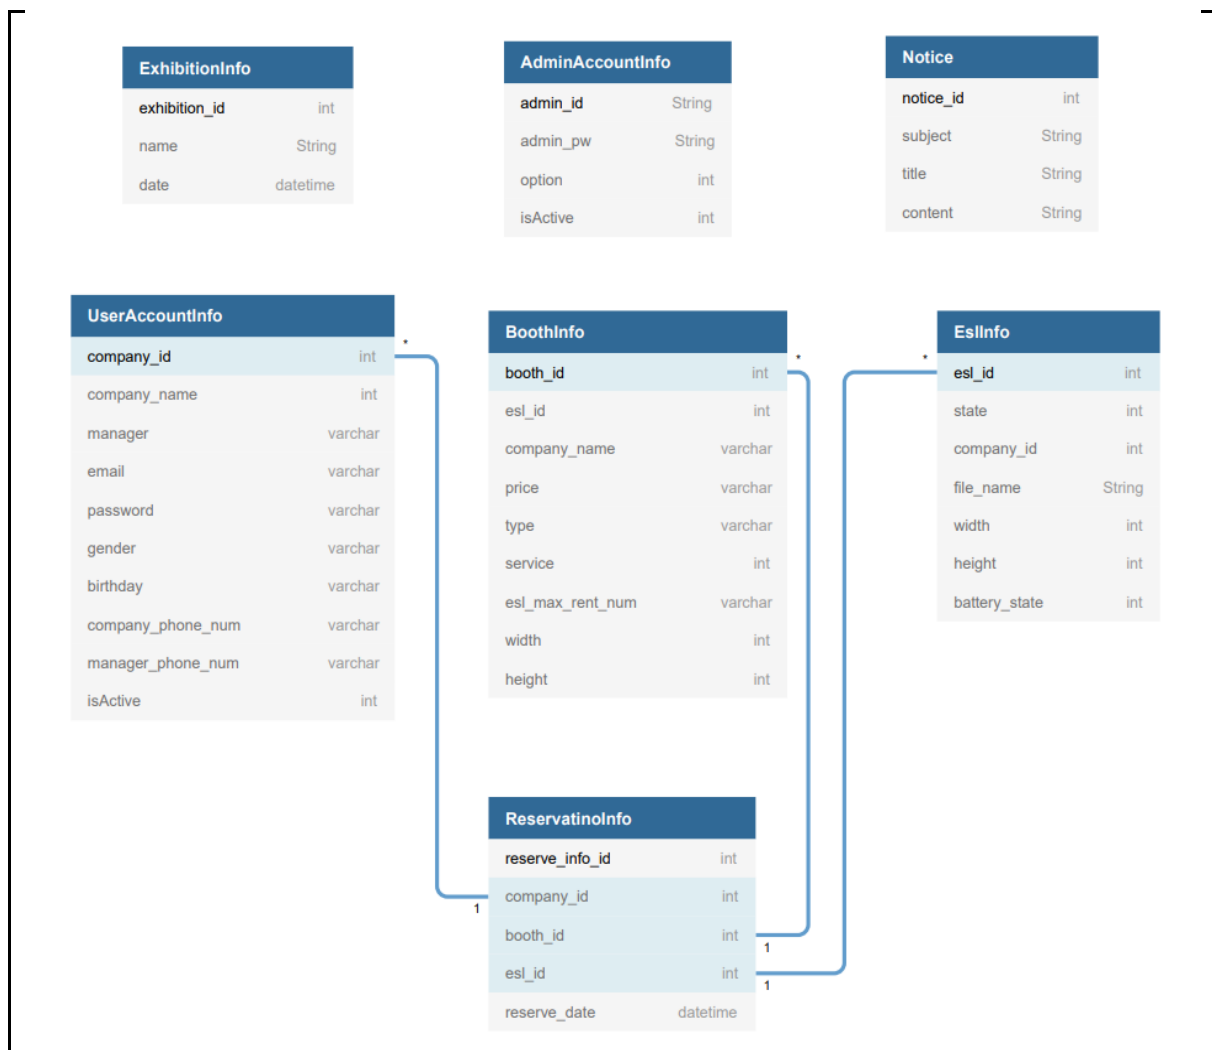 ExhibitionInfo
exhibition_id int
name String
date datetime
AdminAccountInfo
admin_id String
admin_pw String
option int
isActive int
Notice
notice_id int
subject String
title String
content String
UserAccountInfo
company_id int
company_name int
manager varchar
email varchar
password varchar
gender varchar
birthday varchar
company_phone_num varchar
manager_phone_num varchar
isActive int
*
BoothInfo
booth_id int
esl_id int
company_name varchar
price varchar
type varchar
service int
esl_max_rent_num varchar
width int
height int
*
EslInfo
esl_id int
state int
company_id int
file_name String
width int
height int
battery_state int
*
ReservatinoInfo
reserve_info_id int
company_id int
booth_id int
esl_id int
reserve_date datetime
1
1
1